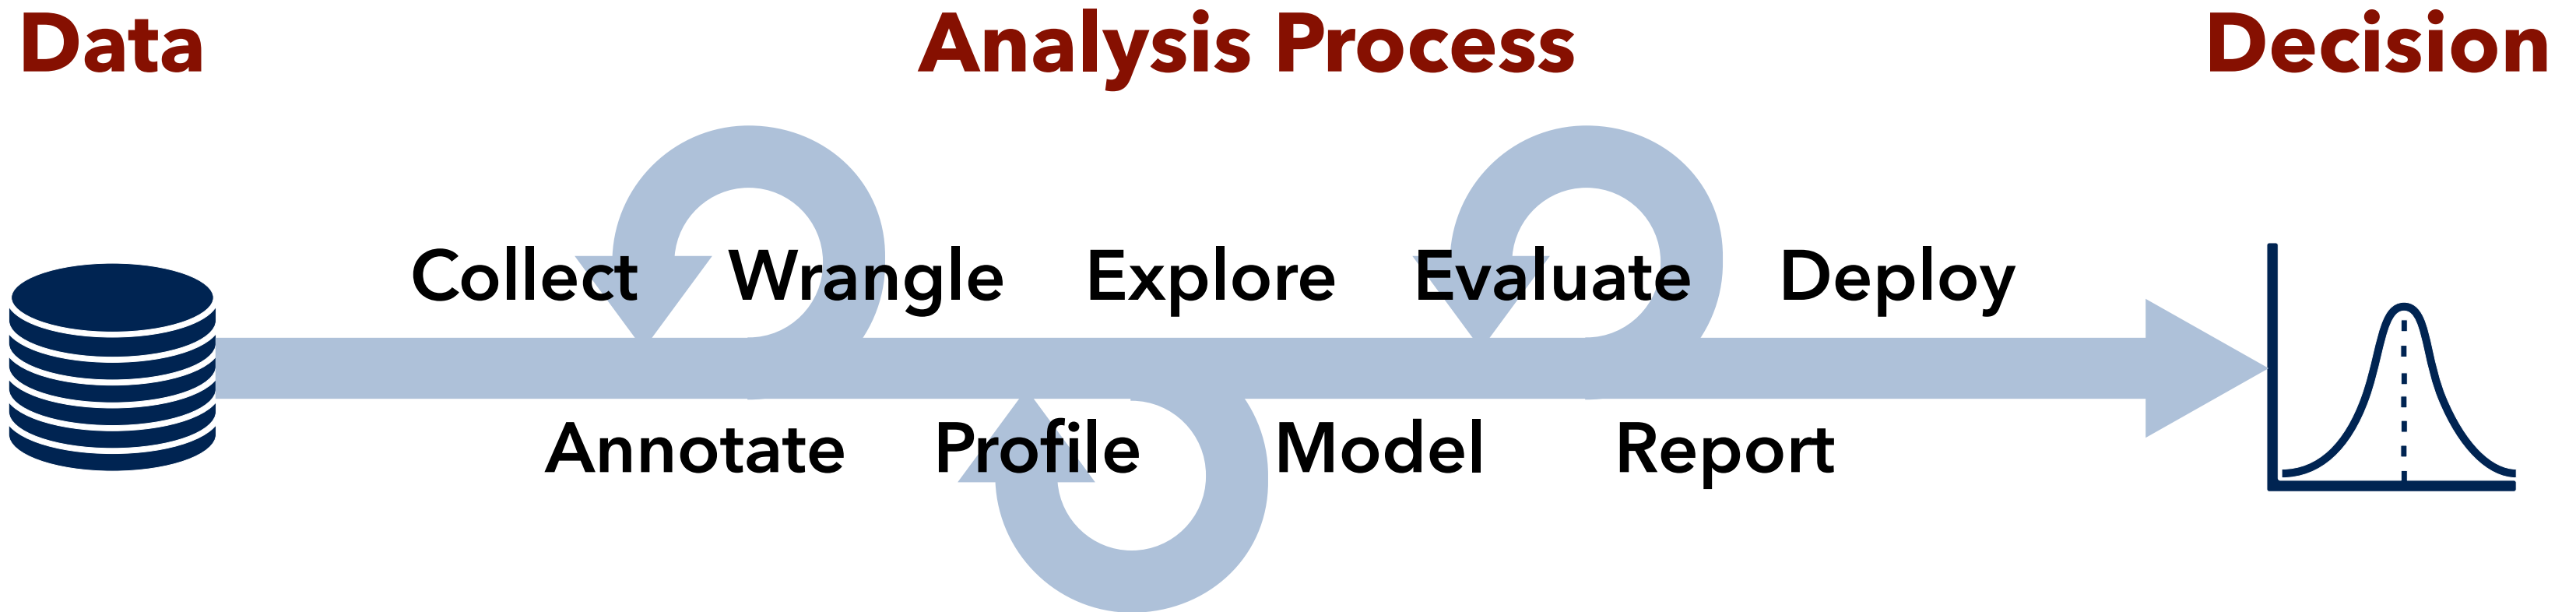 Data Analysis Process Decision
Collect Wrangle Explore Evaluate Deploy
Annotate Profile Model Report